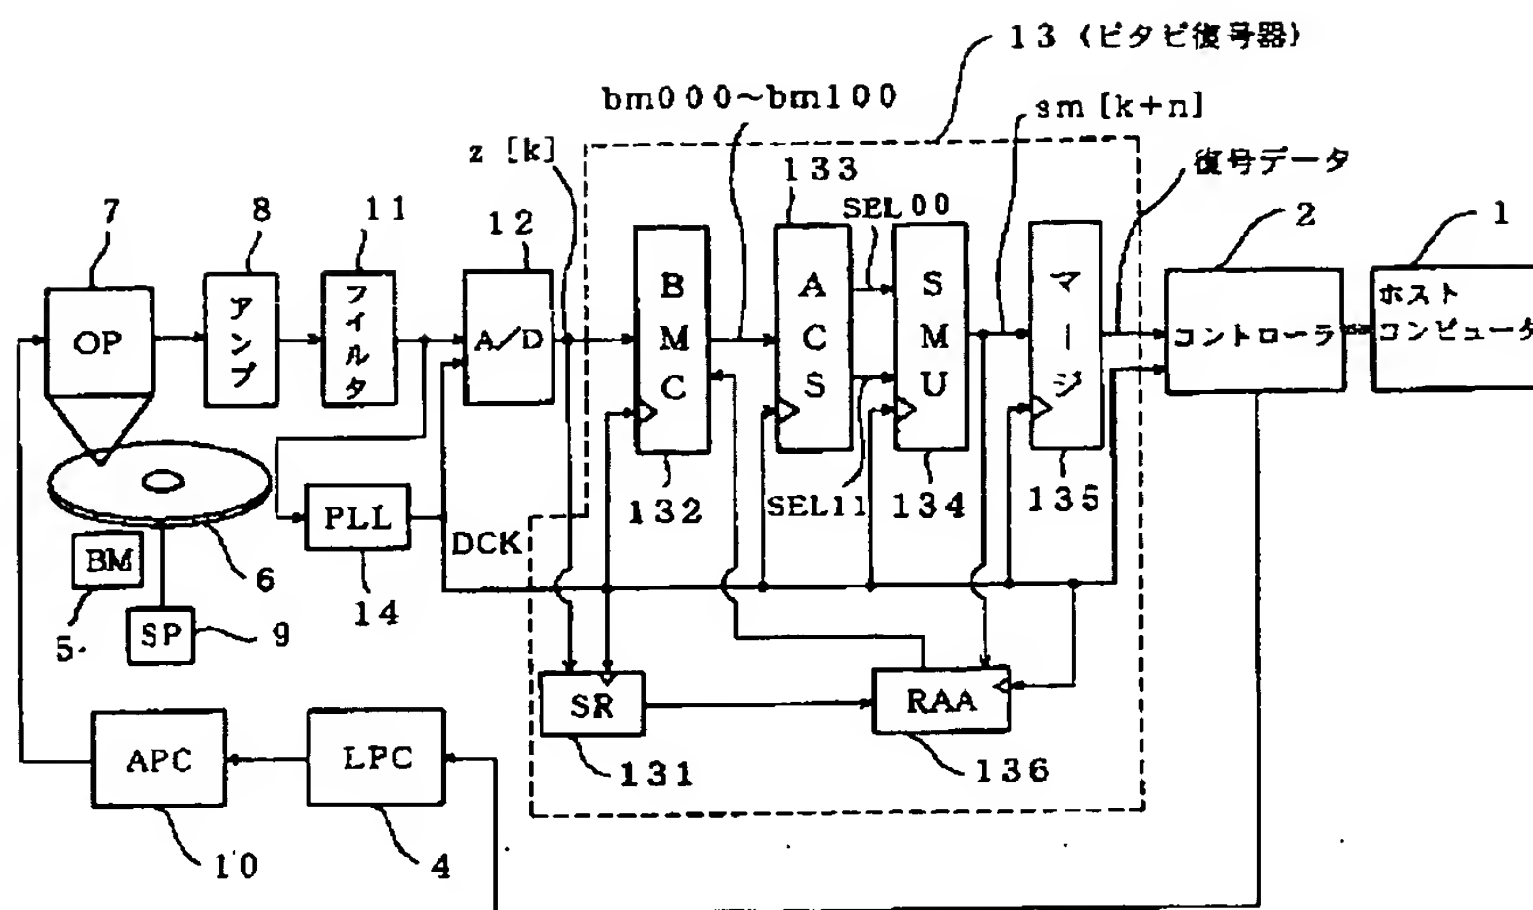 13 (ビタビ復号器)
bm000~bm100
sm [k+n]
z [k]
復号データ
133
SEL00
7
8
11
12
2
1
OP
アンプ
フィルタ
A/D
BMC
ACS
SMU
マージ
コントローラ
ホスト
コンピュータ
132
SEL11
134
135
PLL
DCK
14
BM
5
6
SP
9
SR
131
RAA
136
APC
10
LPC
4